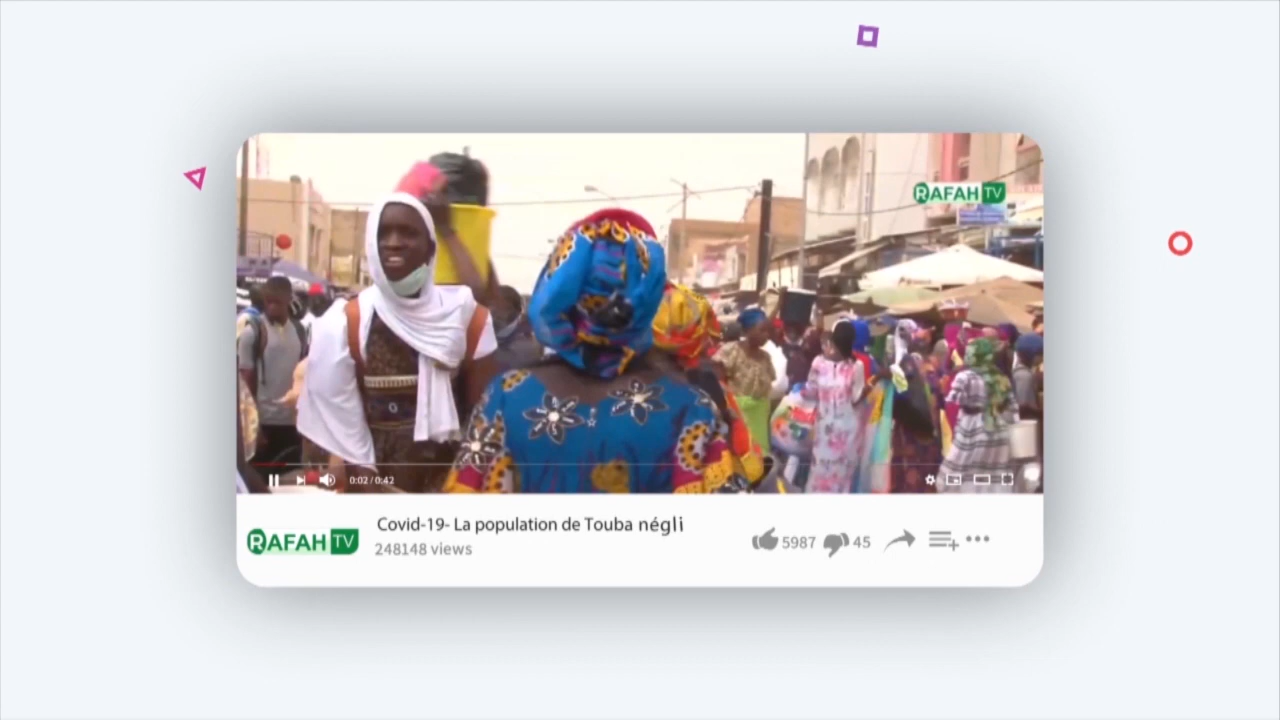 RAFAH TV
0:02 / 0:42
RAFAH TV
Covid-19- La population de Touba négli
248148 views
5987
45